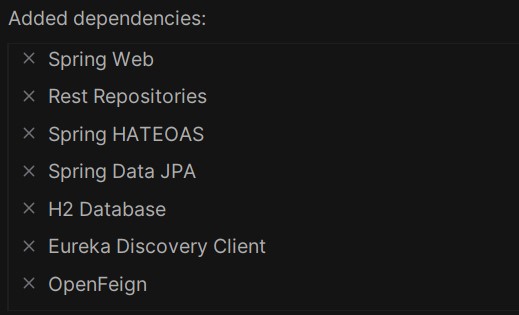 Added dependencies:
× Spring Web
× Rest Repositories
× Spring HATEOAS
× Spring Data JPA
× H2 Database
× Eureka Discovery Client
× OpenFeign